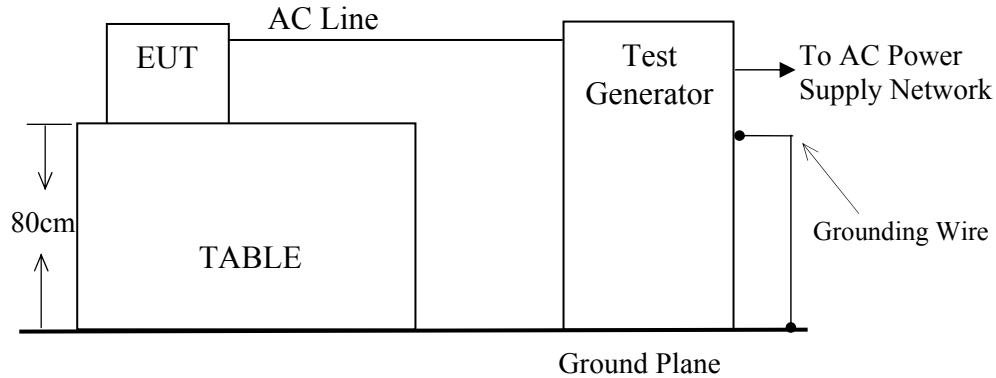 AC Line
EUT
Test
Generator
To AC Power
Supply Network
80cm
TABLE
Grounding Wire
Ground Plane